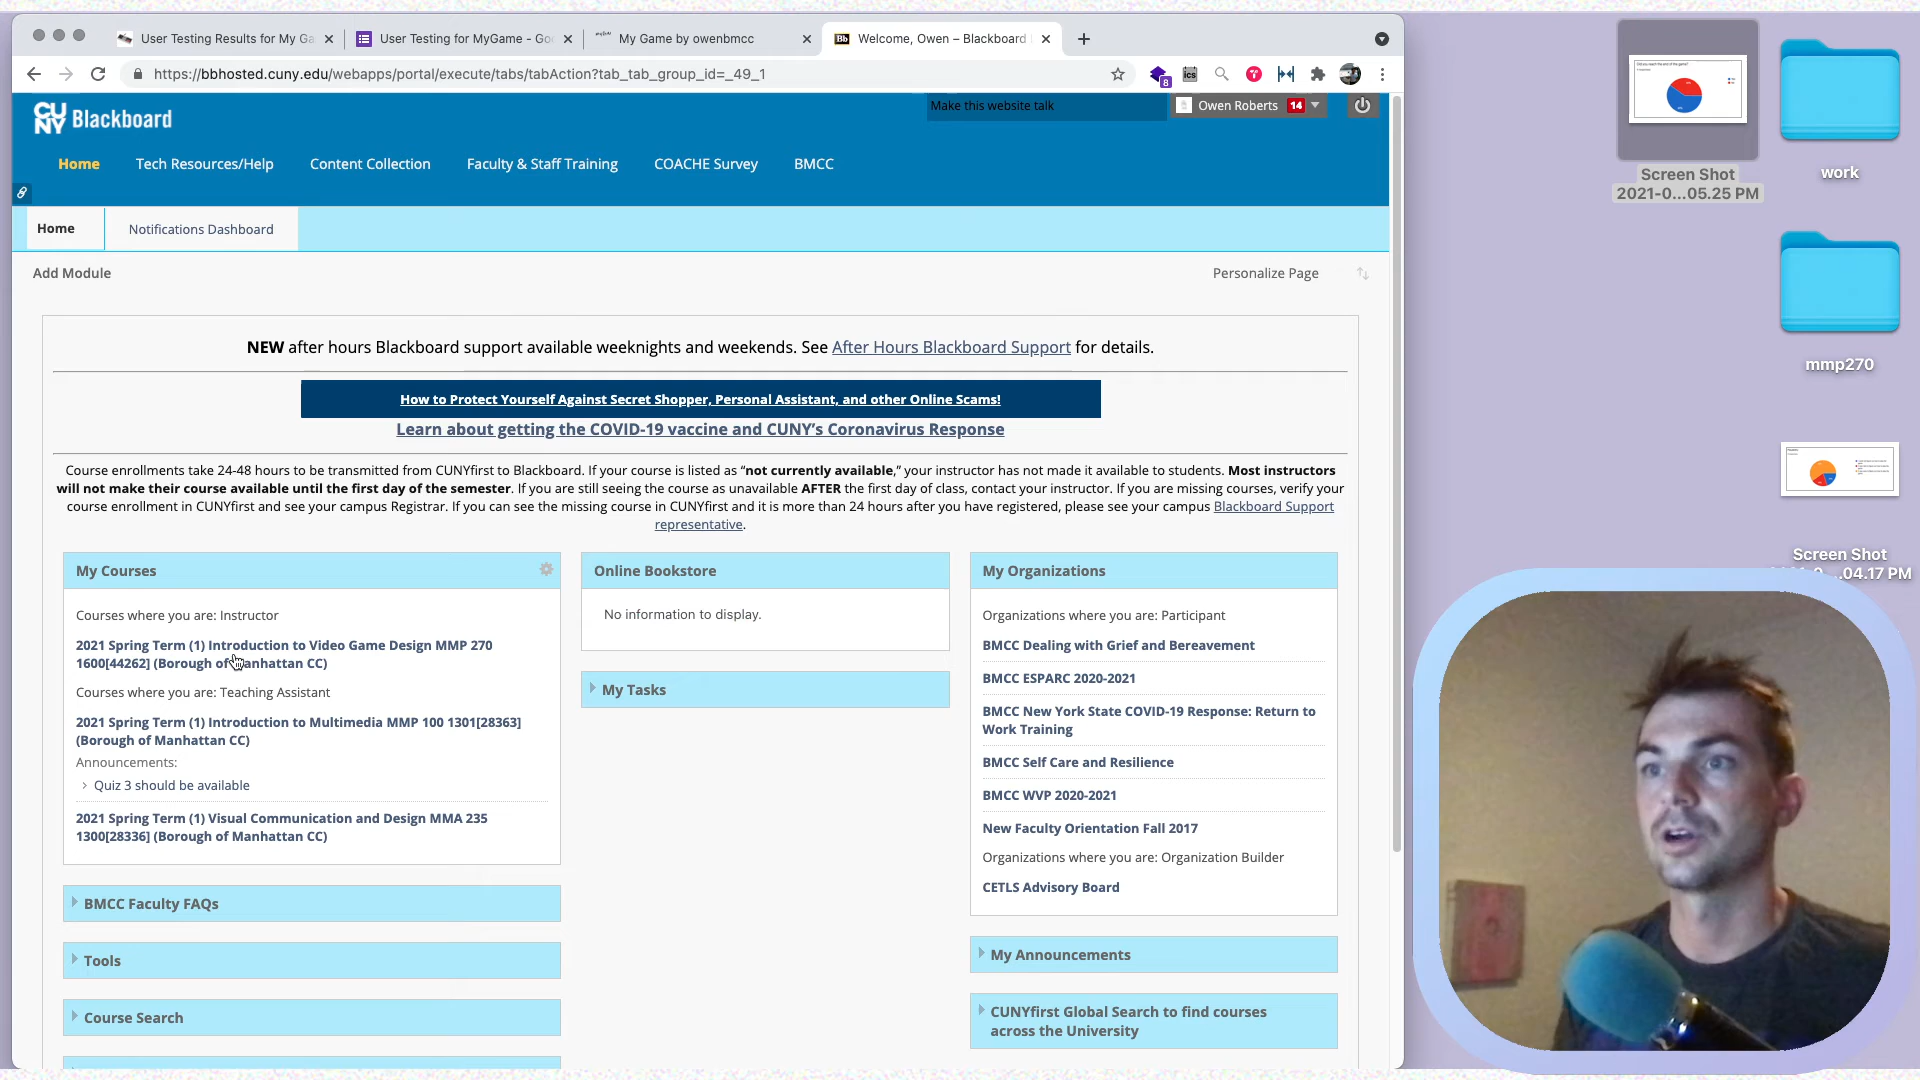 User Testing Results for My Ga
User Testing for MyGame - Goo
My Game by owenbmcc
Welcome, Owen – Blackboard
https://bbhosted.cuny.edu/webapps/portal/execute/tabs/tabAction?tab_tab_group_id=_49_1
8
ics
CU
NY Blackboard
Make this website talk
Owen Roberts 14
Home
Tech Resources/Help
Content Collection
Faculty & Staff Training
COACHE Survey
BMCC
Home
Notifications Dashboard
Add Module
Personalize Page
NEW after hours Blackboard support available weeknights and weekends. See After Hours Blackboard Support for details.
How to Protect Yourself Against Secret Shopper, Personal Assistant, and other Online Scams!
Learn about getting the COVID-19 vaccine and CUNY’s Coronavirus Response
Course enrollments take 24-48 hours to be transmitted from CUNYfirst to Blackboard. If your course is listed as “not currently available,” your instructor has not made it available to students. Most instructors
will not make their course available until the first day of the semester. If you are still seeing the course as unavailable AFTER the first day of class, contact your instructor. If you are missing courses, verify your
course enrollment in CUNYfirst and see your campus Registrar. If you can see the missing course in CUNYfirst and it is more than 24 hours after you have registered, please see your campus Blackboard Support
representative.
My Courses
Courses where you are: Instructor
2021 Spring Term (1) Introduction to Video Game Design MMP 270
1600[44262] (Borough of Manhattan CC)
Courses where you are: Teaching Assistant
2021 Spring Term (1) Introduction to Multimedia MMP 100 1301[28363]
(Borough of Manhattan CC)
Announcements:
Quiz 3 should be available
2021 Spring Term (1) Visual Communication and Design MMA 235
1300[28336] (Borough of Manhattan CC)
BMCC Faculty FAQs
Tools
Course Search
Online Bookstore
No information to display.
My Tasks
My Organizations
Organizations where you are: Participant
BMCC Dealing with Grief and Bereavement
BMCC ESPARC 2020-2021
BMCC New York State COVID-19 Response: Return to
Work Training
BMCC Self Care and Resilience
BMCC WVP 2020-2021
New Faculty Orientation Fall 2017
Organizations where you are: Organization Builder
CETLS Advisory Board
My Announcements
CUNYfirst Global Search to find courses
across the University
Screen Shot
2021-0...05.25 PM
work
mmp270
Screen Shot
...04.17 PM